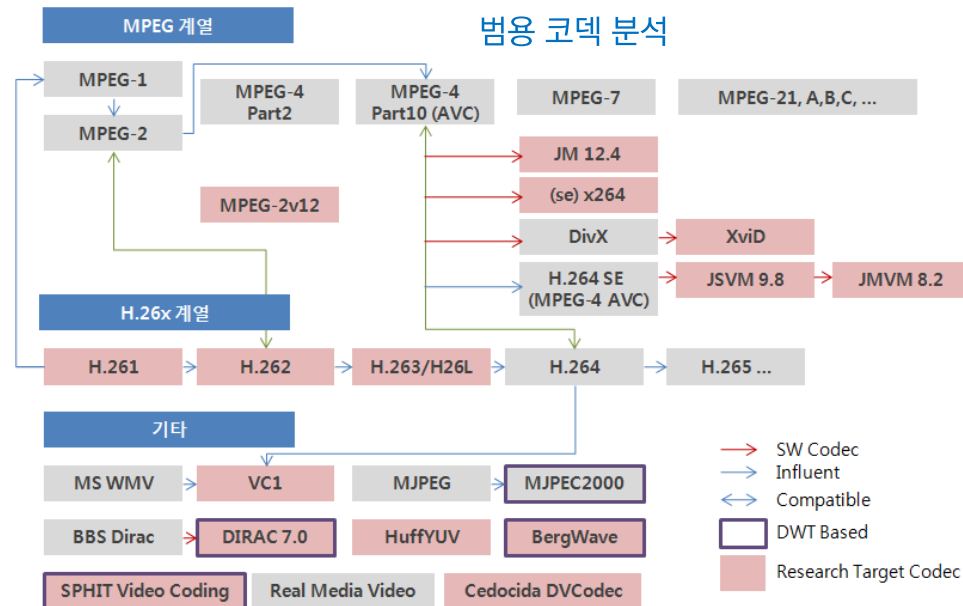 MPEG 계열
범용 코덱 분석
MPEG-1
MPEG-2
MPEG-4
Part2
MPEG-4
Part10 (AVC)
MPEG-7
MPEG-21, A,B,C, ...
JM 12.4
(se) x264
MPEG-2v12
DivX
XviD
H.264 SE
(MPEG-4 AVC)
JSVM 9.8
JMVM 8.2
H.26x 계열
H.261
H.262
H.263/H26L
H.264
H.265 ...
기타
MS WMV
VC1
MJPEG
MJPEC2000
BBS Dirac
DIRAC 7.0
HuffYUV
BergWave
SPHIT Video Coding
Real Media Video
Cedocida DVCodec
SW Codec
Influent
Compatible
DWT Based
Research Target Codec